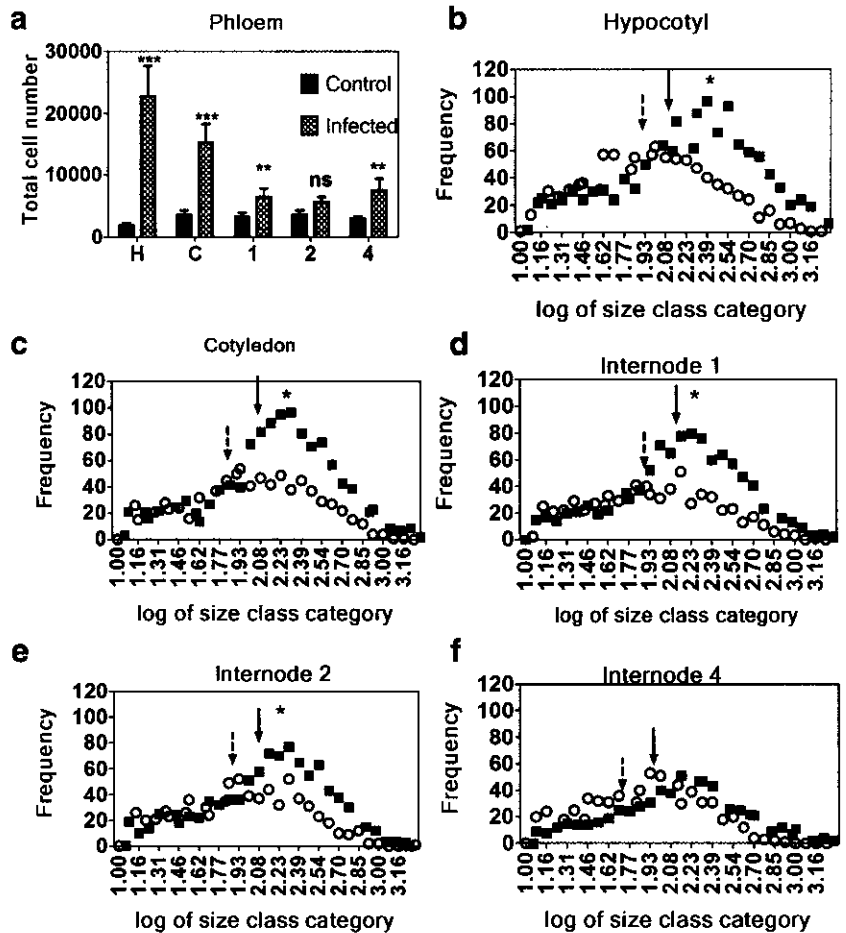 a
Phloem
Total cell number
30000
20000
10000
0
Control
Infected
***
***
**
ns
**
H C 1 2 4
b
Hypocotyl
Frequency
120
100
80
60
40
20
0
*
1.00 1.16 1.31 1.46 1.62 1.77 1.93 2.08 2.23 2.39 2.54 2.70 2.85 3.00 3.16
log of size class category
c
Cotyledon
Frequency
120
100
80
60
40
20
0
*
1.00 1.16 1.31 1.46 1.62 1.77 1.93 2.08 2.23 2.39 2.54 2.70 2.85 3.00 3.16
log of size class category
d
Internode 1
Frequency
120
100
80
60
40
20
0
*
1.00 1.16 1.31 1.46 1.62 1.77 1.93 2.08 2.23 2.39 2.54 2.70 2.85 3.00 3.16
log of size class category
e
Internode 2
Frequency
120
100
80
60
40
20
0
*
1.00 1.16 1.31 1.46 1.62 1.77 1.93 2.08 2.23 2.39 2.54 2.70 2.85 3.00 3.16
log of size class category
f
Internode 4
Frequency
120
100
80
60
40
20
0
1.00 1.16 1.31 1.46 1.62 1.77 1.93 2.08 2.23 2.39 2.54 2.70 2.85 3.00 3.16
log of size class category